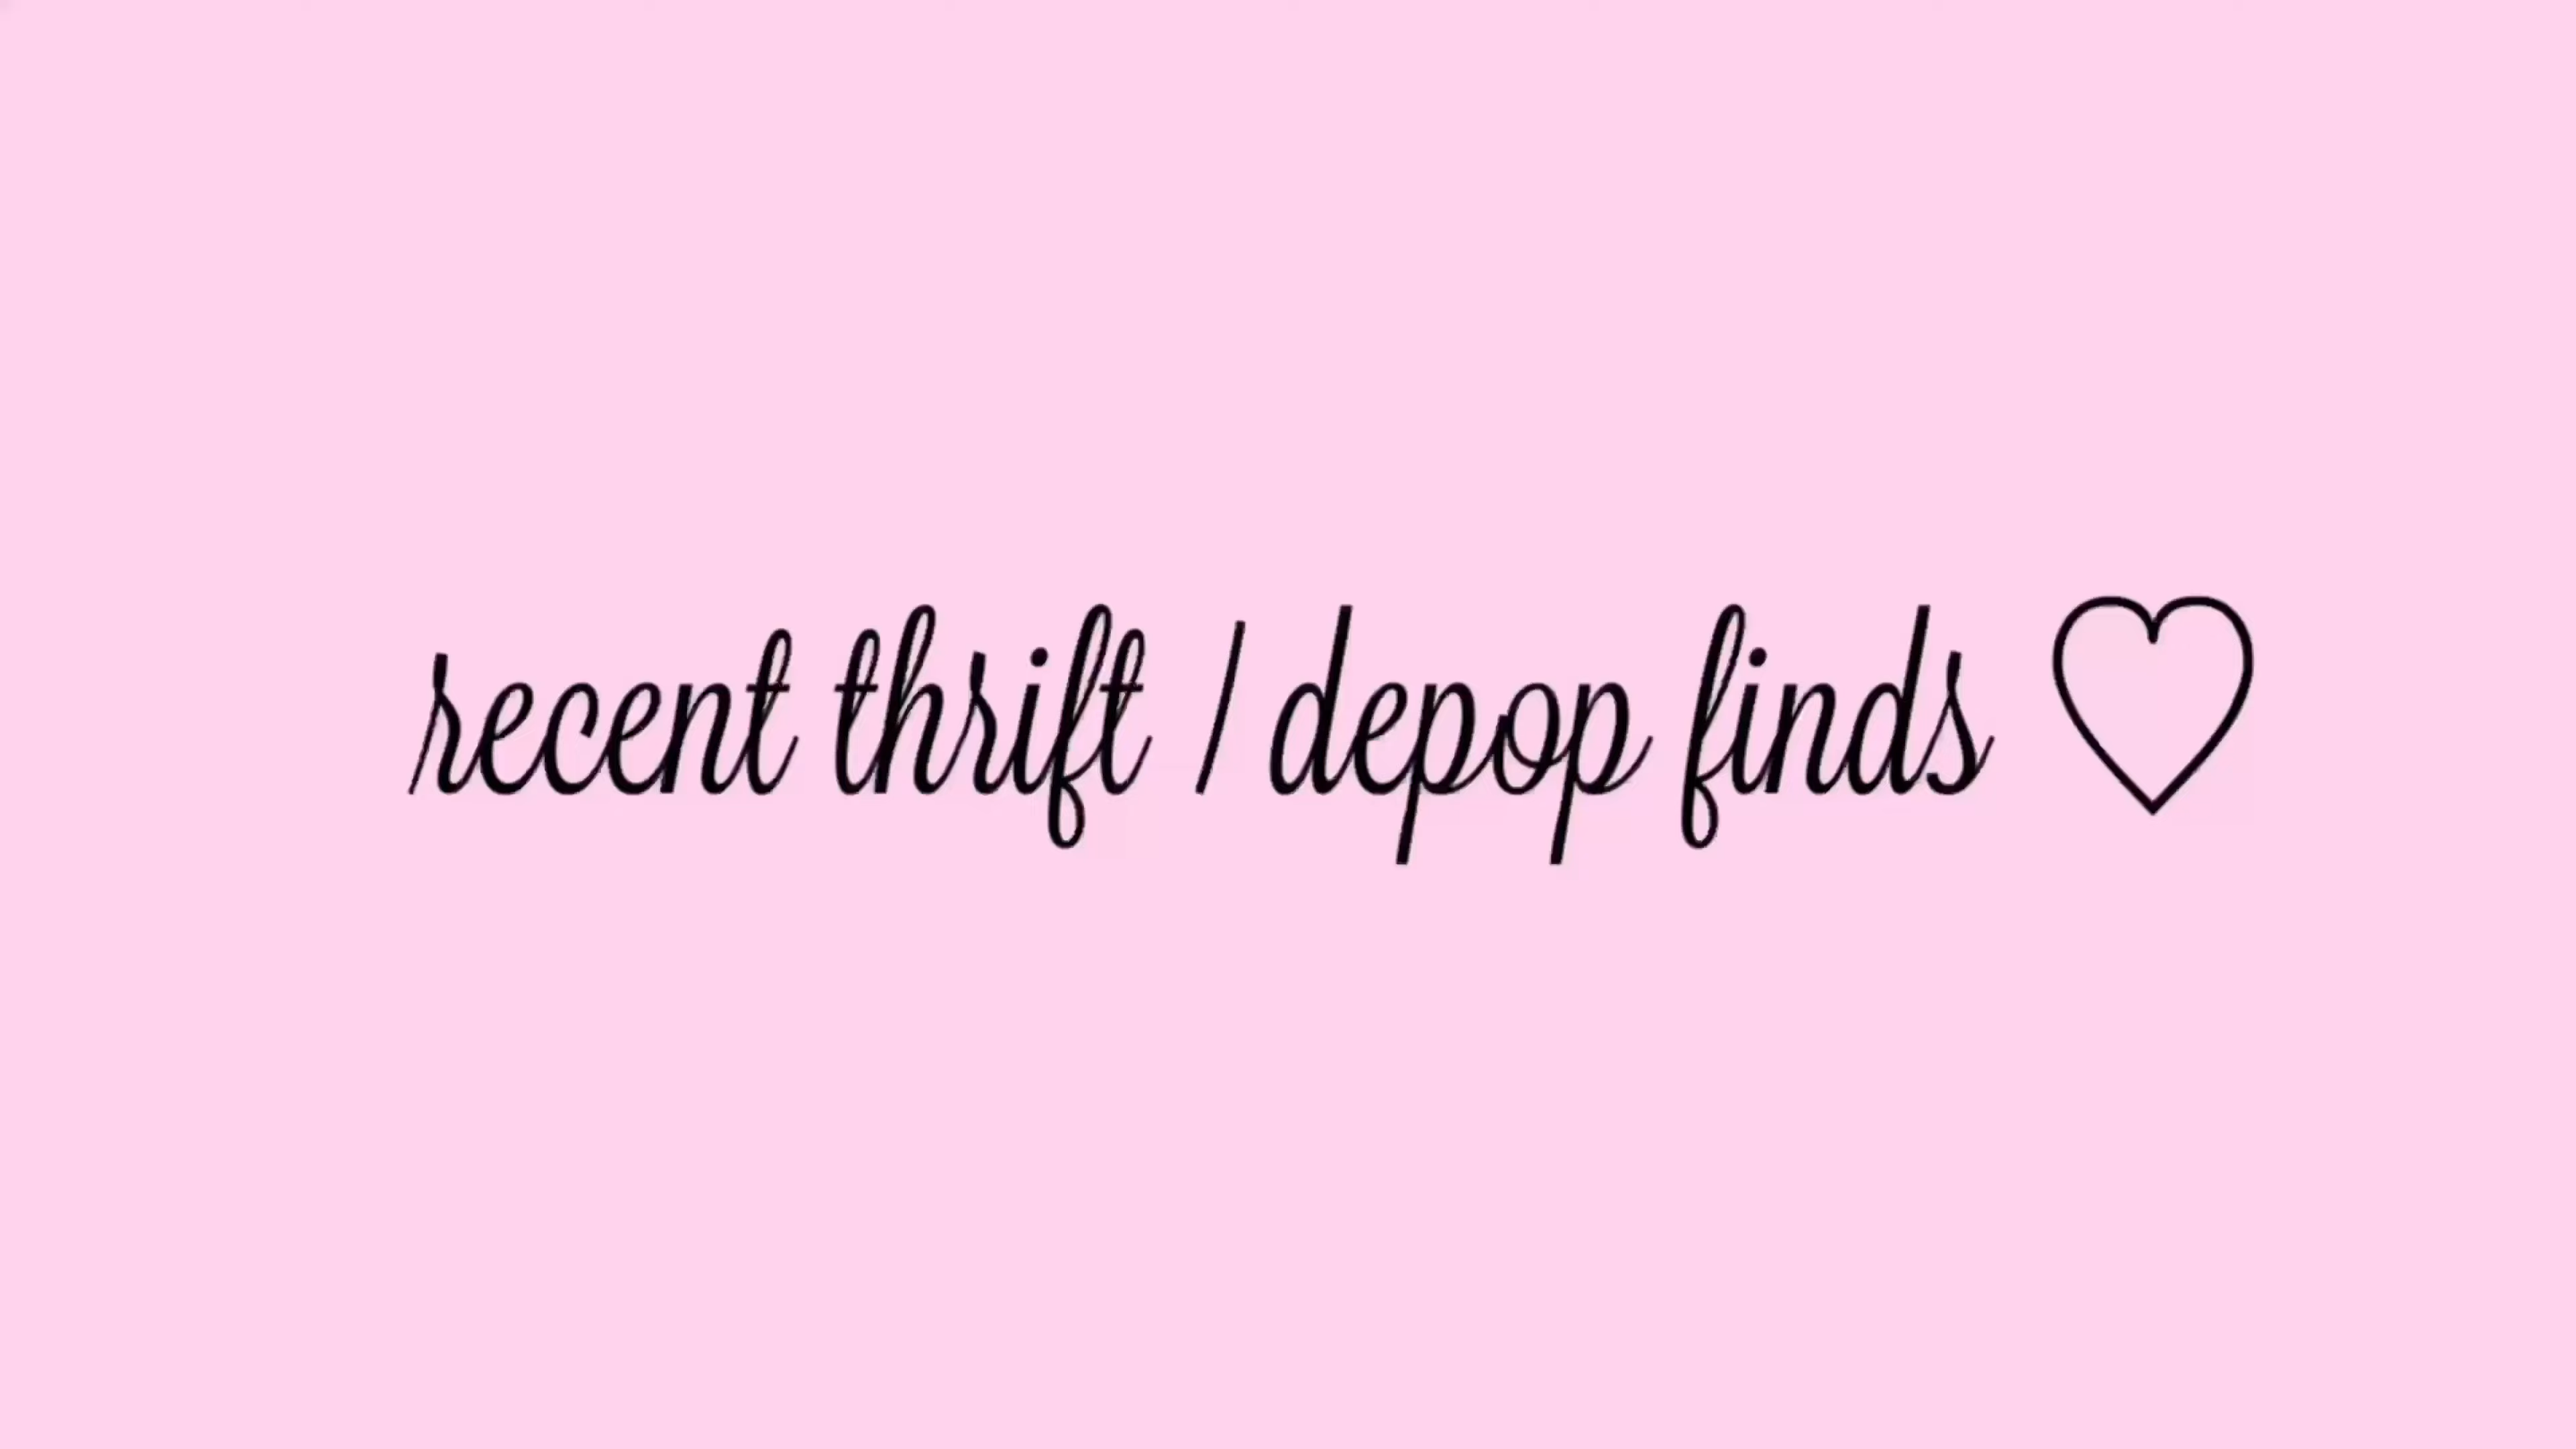 recent thrift / depop finds ♡